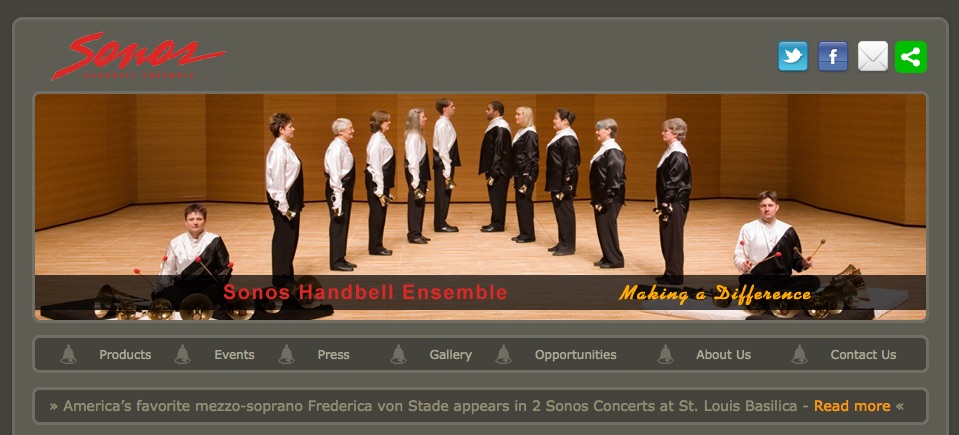 Sonos
Sonos Handbell Ensemble
Making a Difference
Products Events Press Gallery Opportunities About Us Contact Us
» America's favorite mezzo-soprano Frederica von Stade appears in 2 Sonos Concerts at St. Louis Basilica - Read more «